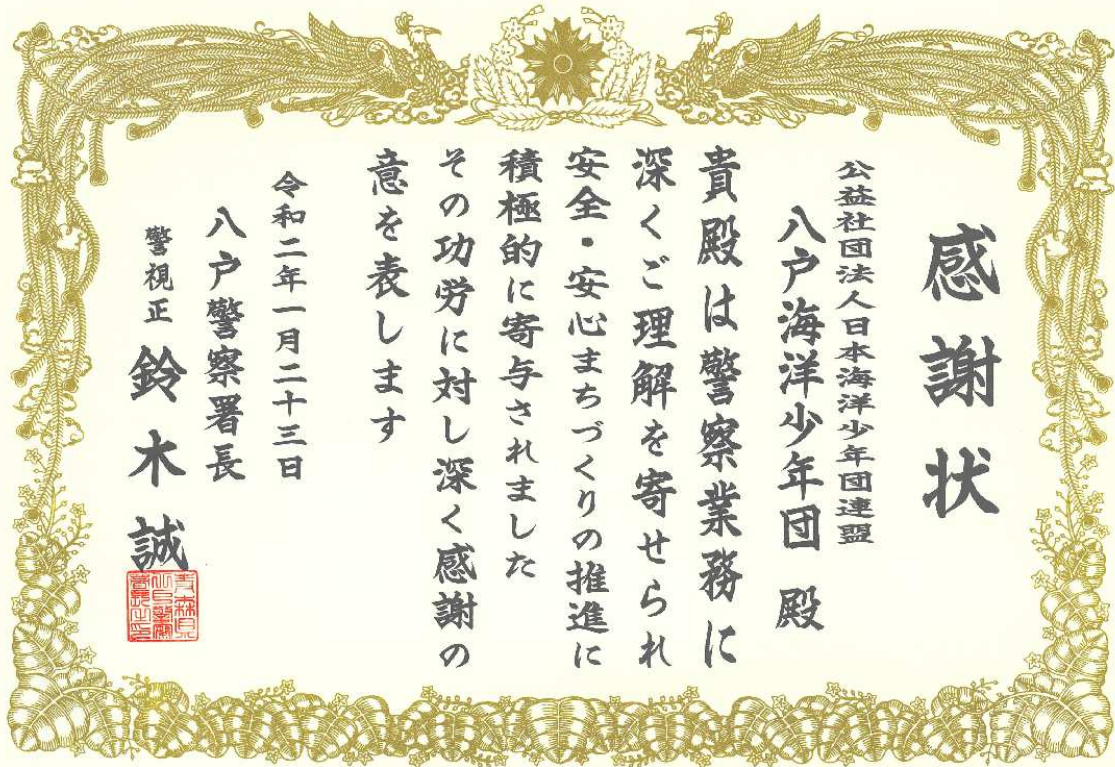 感謝状
公益社団法人日本海洋少年団連盟
八戸海洋少年団 殿
貴殿は警察業務に
深くご理解を寄せられ
安全・安心まちづくりの推進に
積極的に寄与されました
その功労に対し深く感謝の
意を表します
令和二年一月二十三日
八戸警察署長
警視正 鈴木 誠